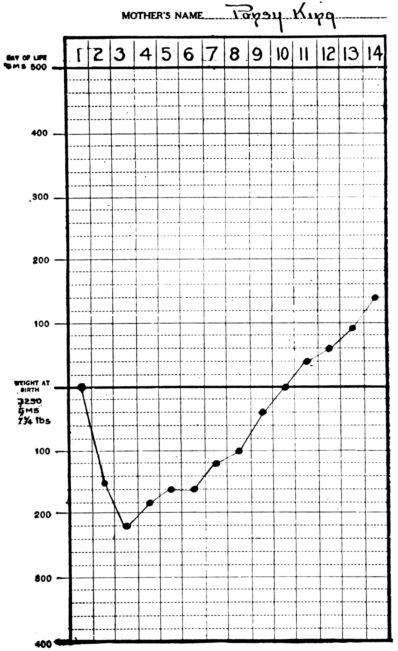 MOTHER'S NAME King
DAY OF LIFE 1 2 3 4 5 6 7 8 9 10 11 12 13 14
GMS 500
400
300
200
100
WEIGHT AT
BIRTH
3290
GMS
7¼ lbs
100
200
300
400